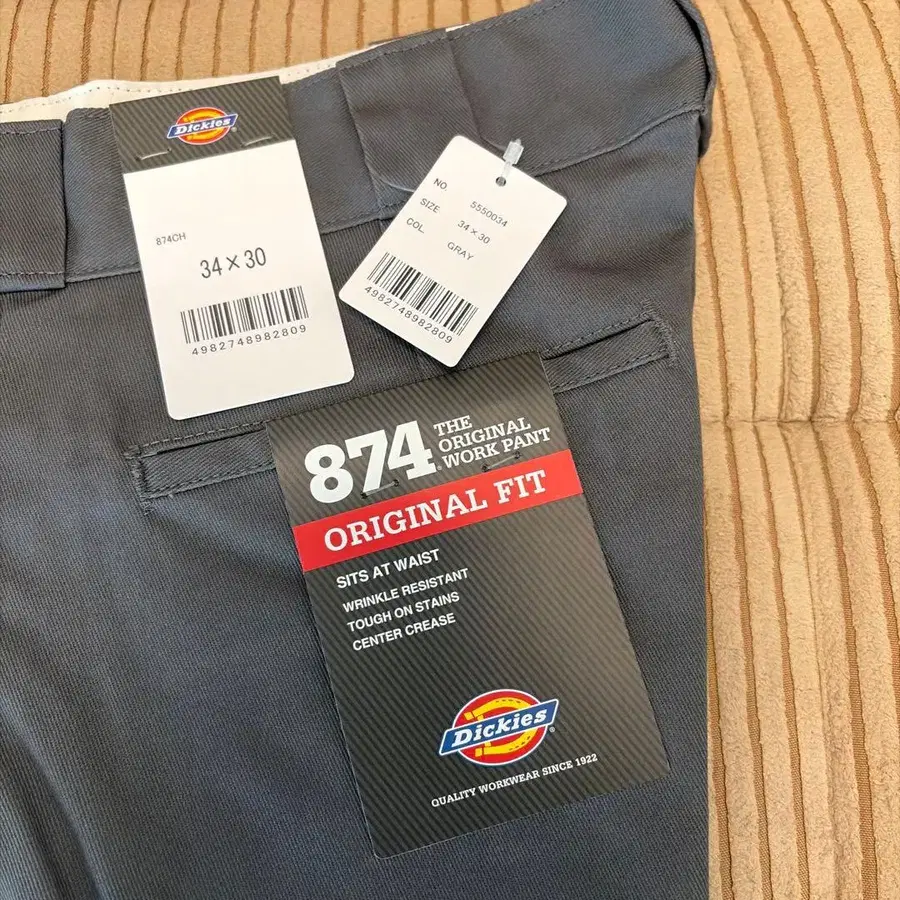 Dickies
874CH
34×30
4982748982809
NO. 5550034
SIZE 34×30
COL. GRAY
4982748982809
874® THE
ORIGINAL
WORK PANT
ORIGINAL FIT
SITS AT WAIST
WRINKLE RESISTANT
TOUGH ON STAINS
CENTER CREASE
Dickies®
QUALITY WORKWEAR SINCE 1922